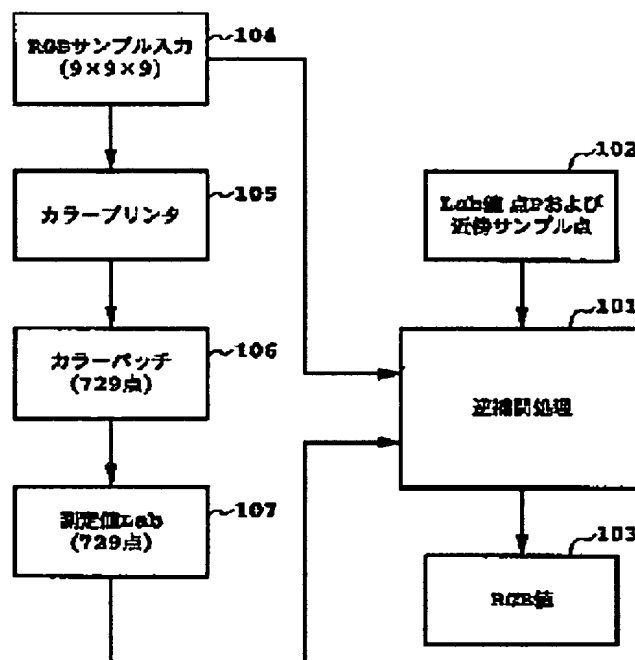 RGBサンプル入力
(9×9×9)
104
カラープリンタ
105
カラーパッチ
(729点)
106
測定値Lab
(729点)
107
Lab値 点Pおよび
近傍サンプル点
102
逆補間処理
101
RGB値
103